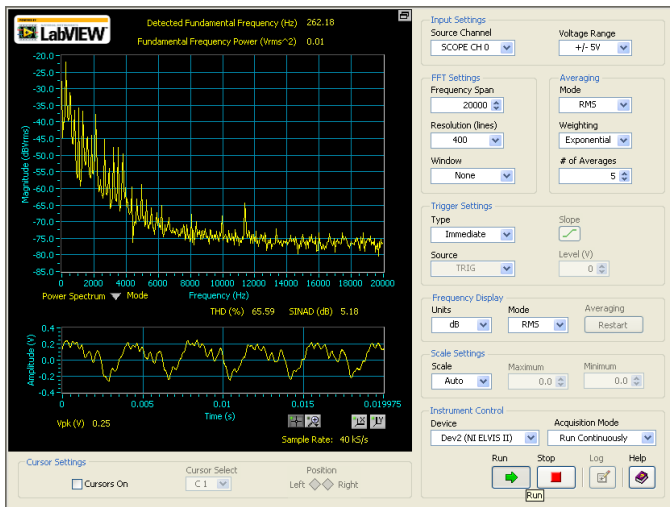 NATIONAL INSTRUMENTS
LabVIEW
Detected Fundamental Frequency (Hz) 262.18
Fundamental Frequency Power (Vrms^2) 0.01
Magnitude (dBVrms)
-20.0
-25.0
-30.0
-35.0
-40.0
-45.0
-50.0
-55.0
-60.0
-65.0
-70.0
-75.0
-80.0
-85.0
0 2000 4000 6000 8000 10000 12000 14000 16000 18000 20000
Power Spectrum Mode
Frequency (Hz)
THD (%) 65.59 SINAD (dB) 5.18
Amplitude (V)
0.4
0.2
0.0
-0.2
-0.4
0 0.005 0.01 0.015 0.019975
Time (s)
Vpk (V) 0.25
Sample Rate: 40 kS/s
Cursor Settings
Cursors On
Cursor Select
C 1
Position
Left Right
Input Settings
Source Channel
SCOPE CH 0
Voltage Range
+/- 5V
FFT Settings
Frequency Span
20000
Resolution (lines)
400
Window
None
Averaging
Mode
RMS
Weighting
Exponential
# of Averages
5
Trigger Settings
Type
Immediate
Slope
Source
TRIG
Level (V)
0
Frequency Display
Units
dB
Mode
RMS
Averaging
Restart
Scale Settings
Scale
Auto
Maximum
0.0
Minimum
0.0
Instrument Control
Device
Dev2 (NI ELVIS II)
Acquisition Mode
Run Continuously
Run Stop Log Help
Run